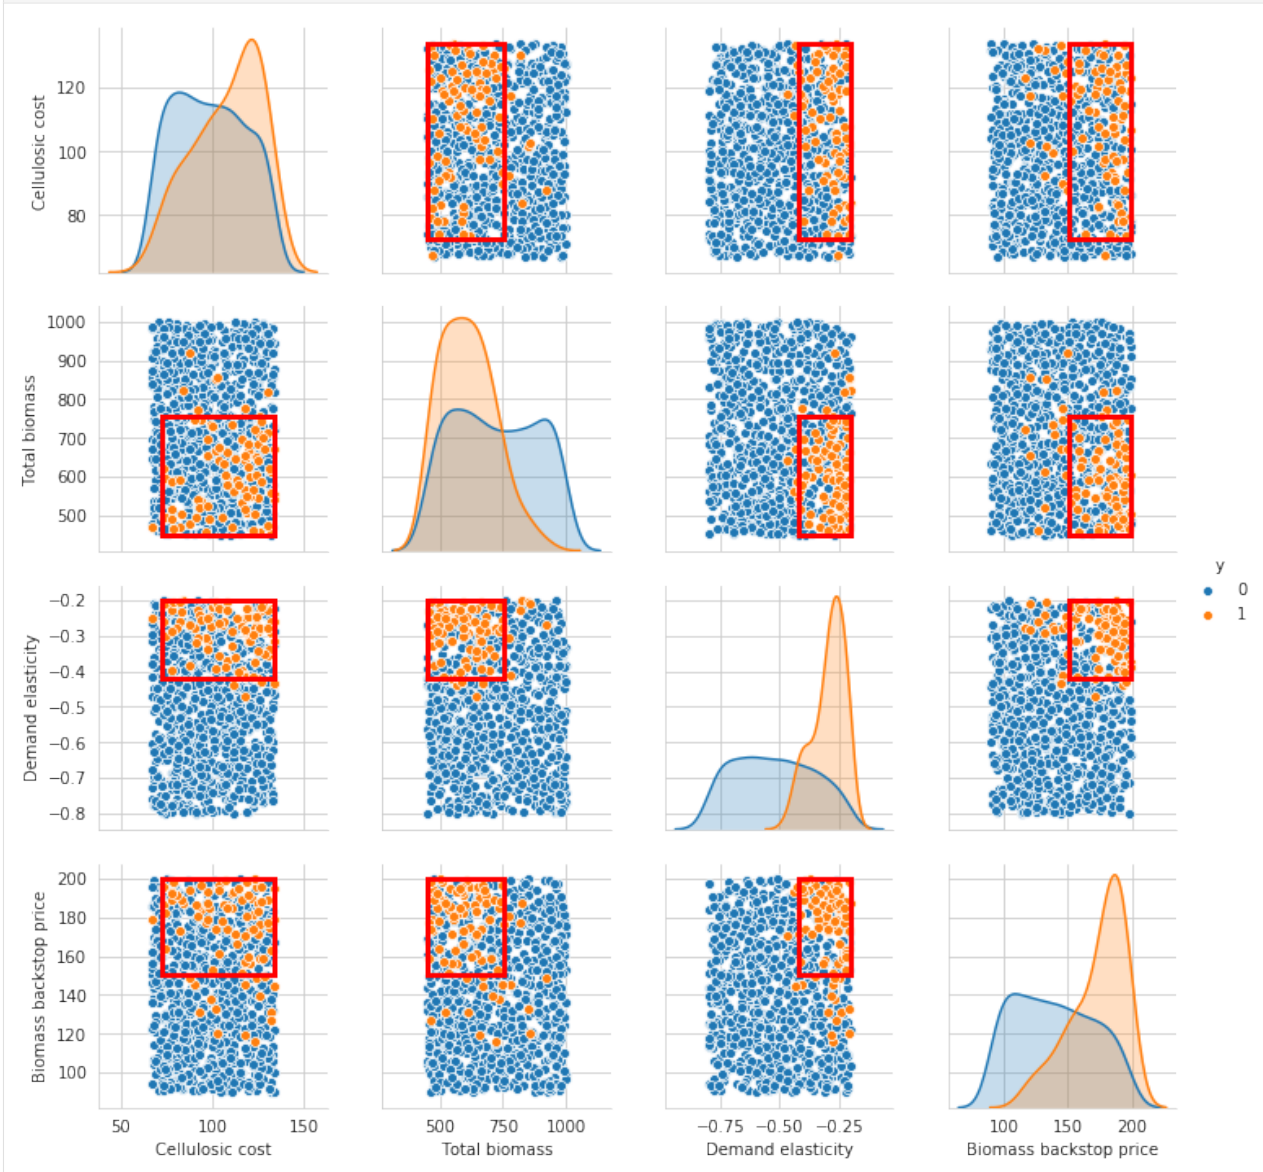 Cellulosic cost
120
100
80
Total biomass
1000
900
800
700
600
500
y
0
1
Demand elasticity
−0.2
−0.3
−0.4
−0.5
−0.6
−0.7
−0.8
Biomass backstop price
200
180
160
140
120
100
50 100 150
500 750 1000
−0.75 −0.50 −0.25
100 150 200
Cellulosic cost
Total biomass
Demand elasticity
Biomass backstop price